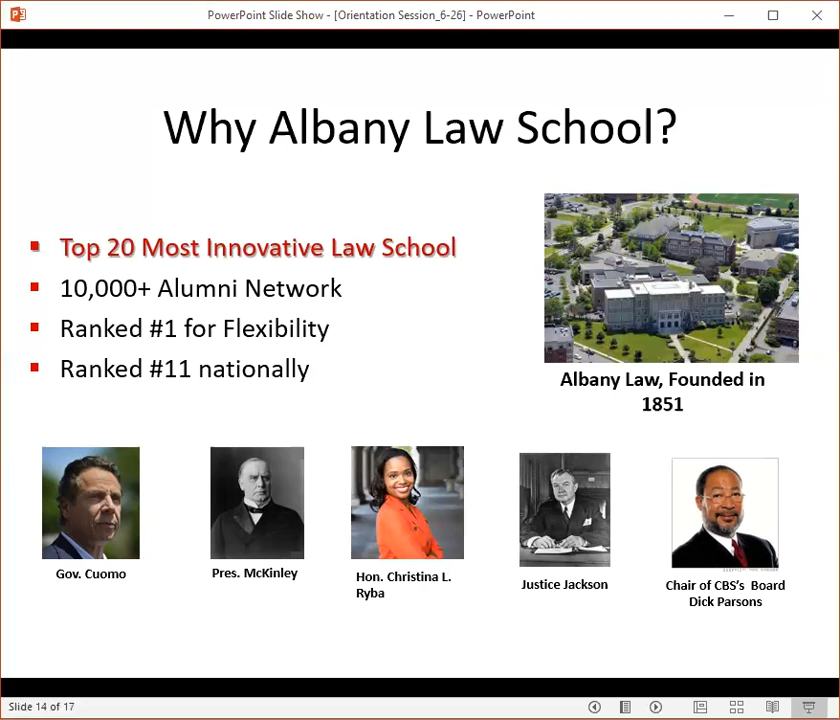 PowerPoint Slide Show - [Orientation Session_6-26] - PowerPoint
Why Albany Law School?
Top 20 Most Innovative Law School
10,000+ Alumni Network
Ranked #1 for Flexibility
Ranked #11 nationally
Albany Law, Founded in
1851
Gov. Cuomo
Pres. McKinley
Hon. Christina L.
Ryba
Justice Jackson
Chair of CBS's  Board
Dick Parsons
Slide 14 of 17